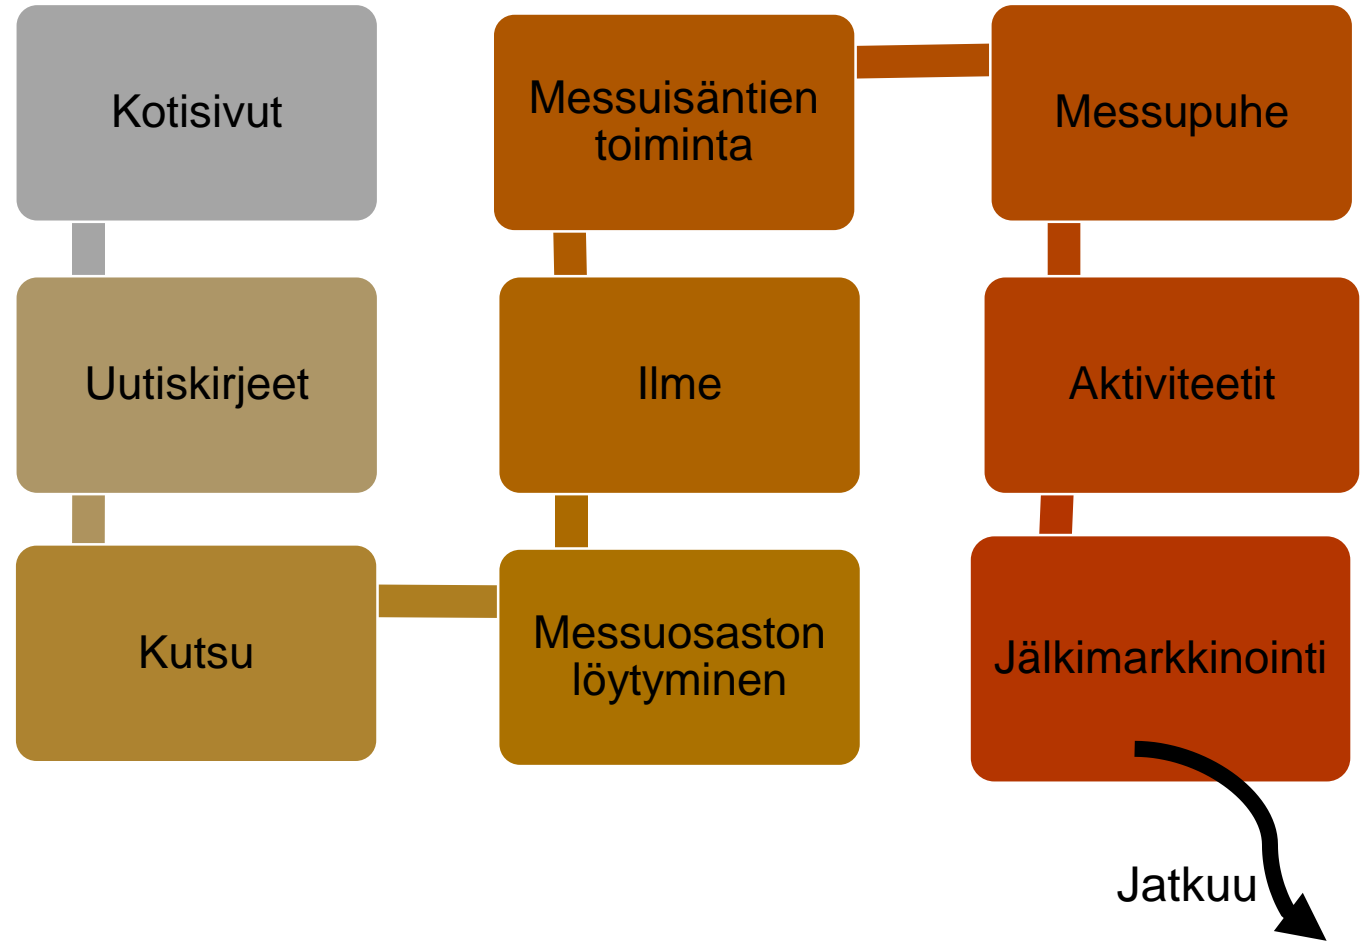 Kotisivut
Uutiskirjeet
Kutsu
Messuosaston
löytyminen
Ilme
Messuisäntien
toiminta
Messupuhe
Aktiviteetit
Jälkimarkkinointi
Jatkuu